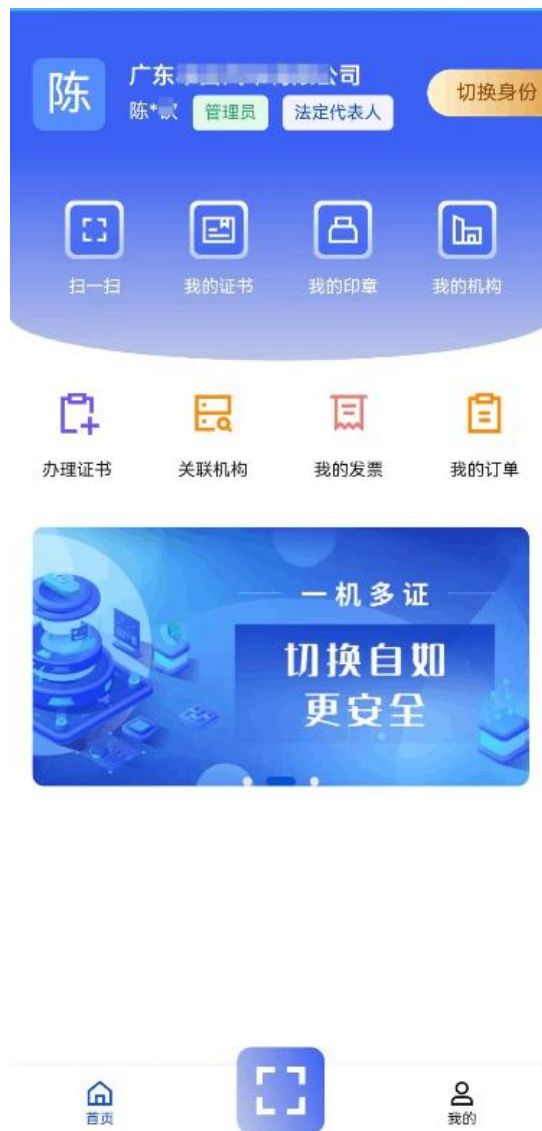 陈
广东
公司
切换身份
陈*
管理员
法定代表人
扫一扫
我的证书
我的印章
我的机构
办理证书
关联机构
我的发票
我的订单
一机多证
切换自如
更安全
首页
我的